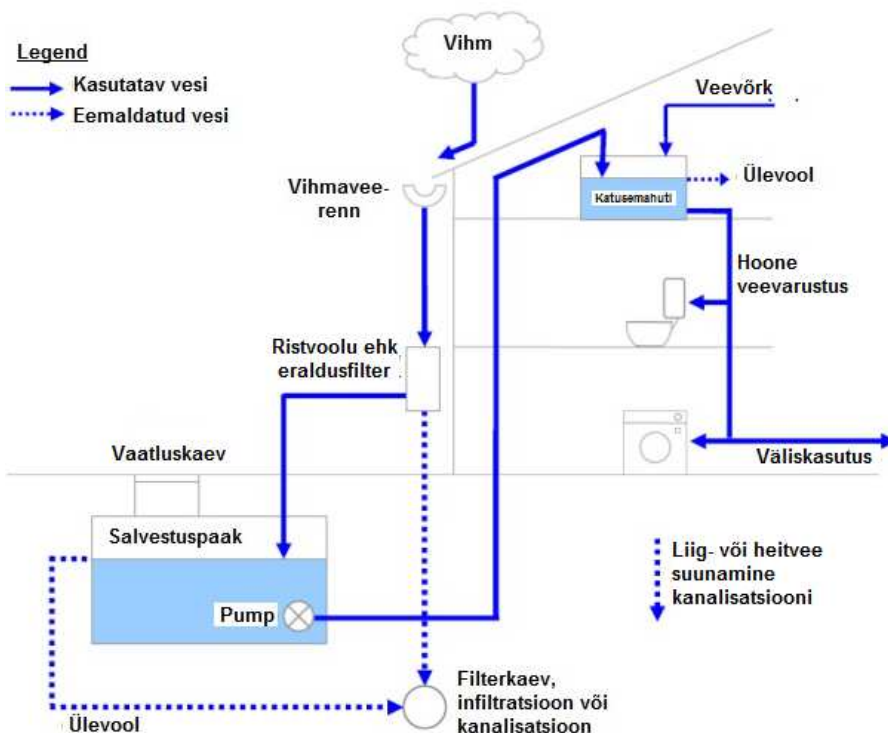 Legend
Kasutatav vesi
Eemaldatud vesi
Vihm
Veevõrk
Vihmavee-
renn
Katusemahuti
Ülevool
Hoone
veevarustus
Ristvoolu ehk
eraldusfilter
Vaatluskaev
Väliskasutus
Salvestuspaak
Pump
Liig- või heitvee
suunamine
kanalisatsiooni
Filterkaev,
infiltratsioon või
kanalisatsioon
Ülevool